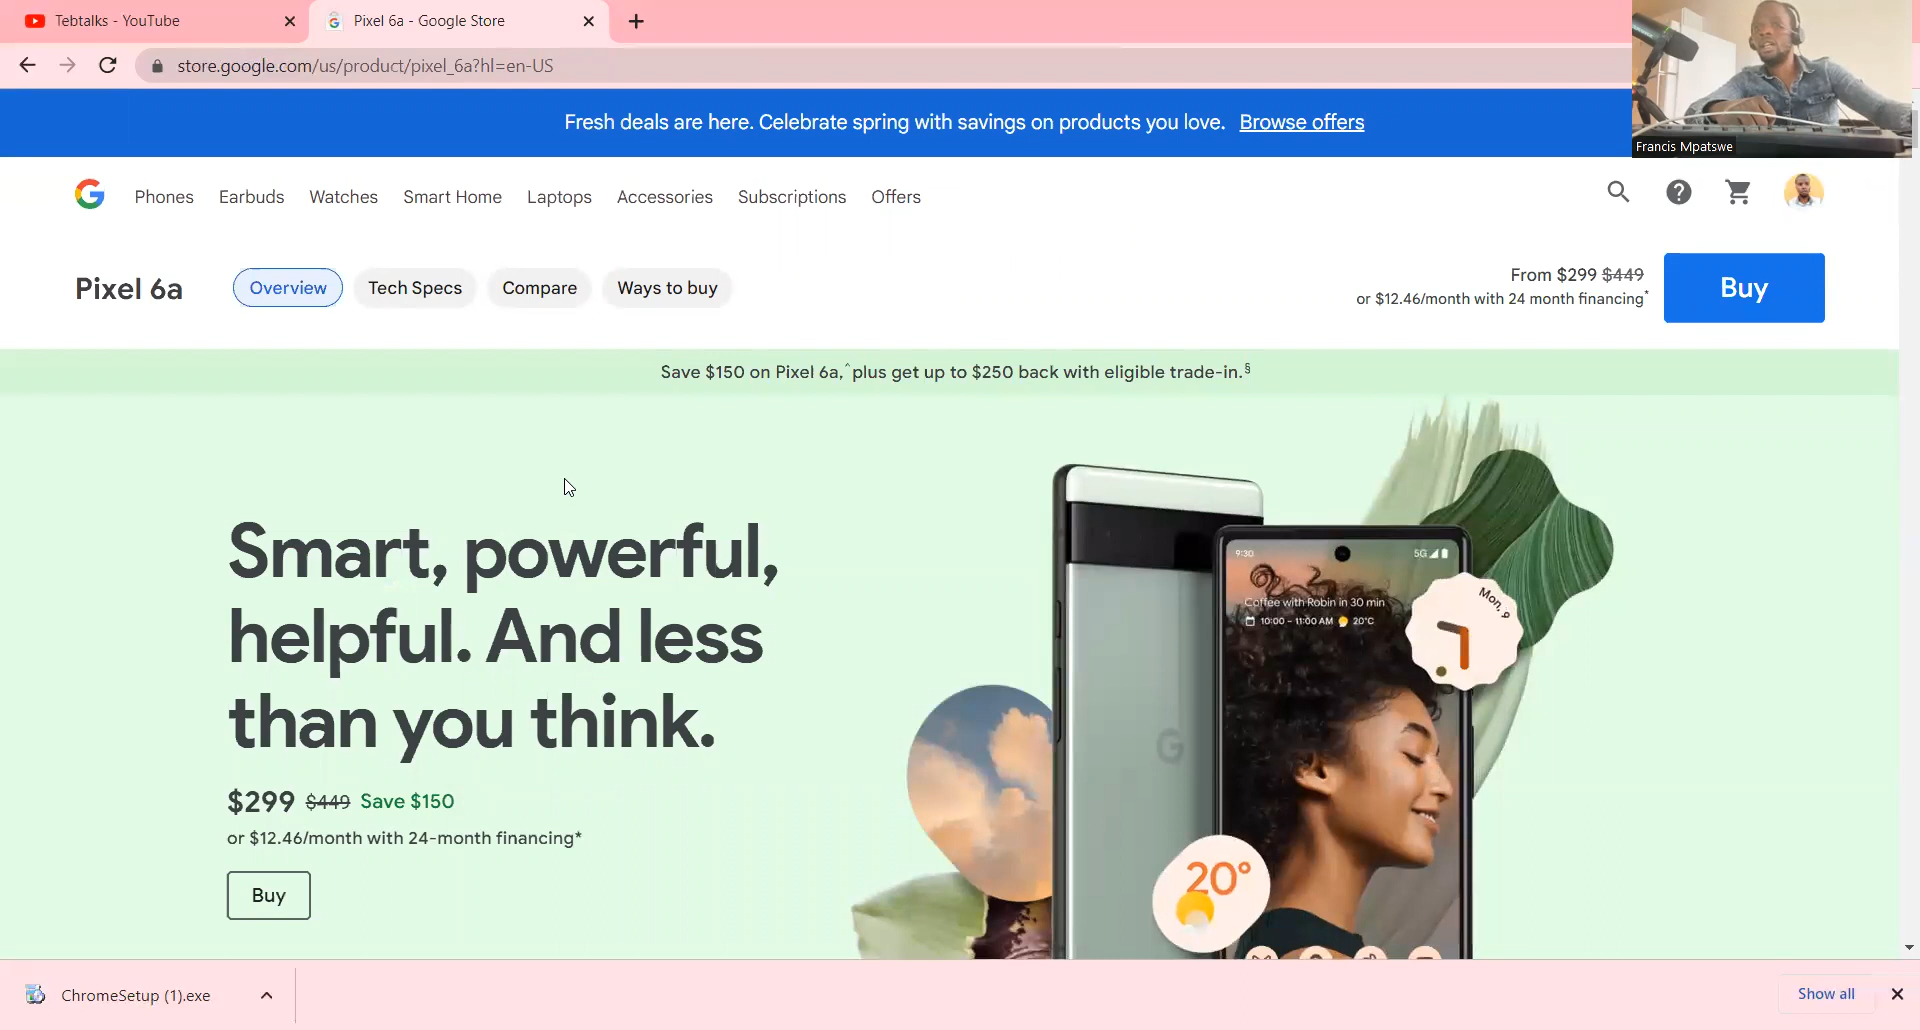 Tebtalks - YouTube
Pixel 6a - Google Store
store.google.com/us/product/pixel_6a?hl=en-US
Francis Mpatswe
Fresh deals are here. Celebrate spring with savings on products you love. Browse offers
Phones Earbuds Watches Smart Home Laptops Accessories Subscriptions Offers
Pixel 6a Overview Tech Specs Compare Ways to buy
From $299 $449
or $12.46/month with 24 month financing*
Buy
Save $150 on Pixel 6a,^ plus get up to $250 back with eligible trade-in.§
Smart, powerful,
helpful. And less
than you think.
$299 $449 Save $150
or $12.46/month with 24-month financing*
Buy
9:30 5G
Coffee with Robin in 30 min
10:00 – 11:00 AM 20°C
Mon, 9
20°
G
ChromeSetup (1).exe
Show all